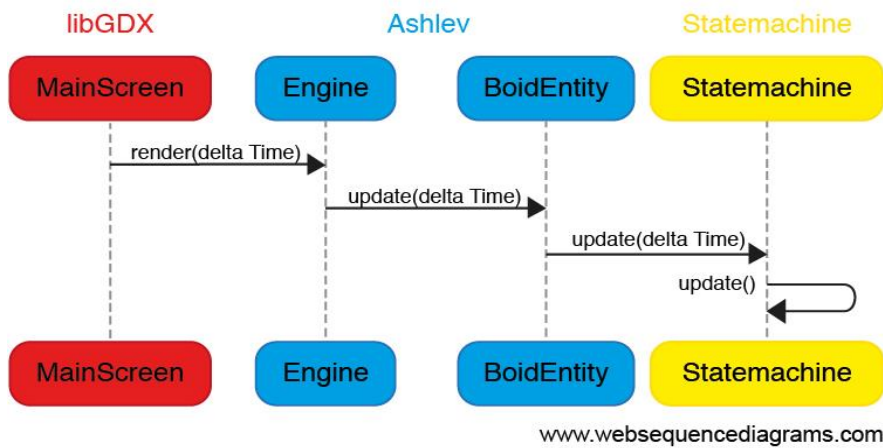 libGDX Ashlev Statemachine
MainScreen Engine BoidEntity Statemachine
render(delta Time)
update(delta Time)
update(delta Time)
update()
MainScreen Engine BoidEntity Statemachine
www.websequencediagrams.com